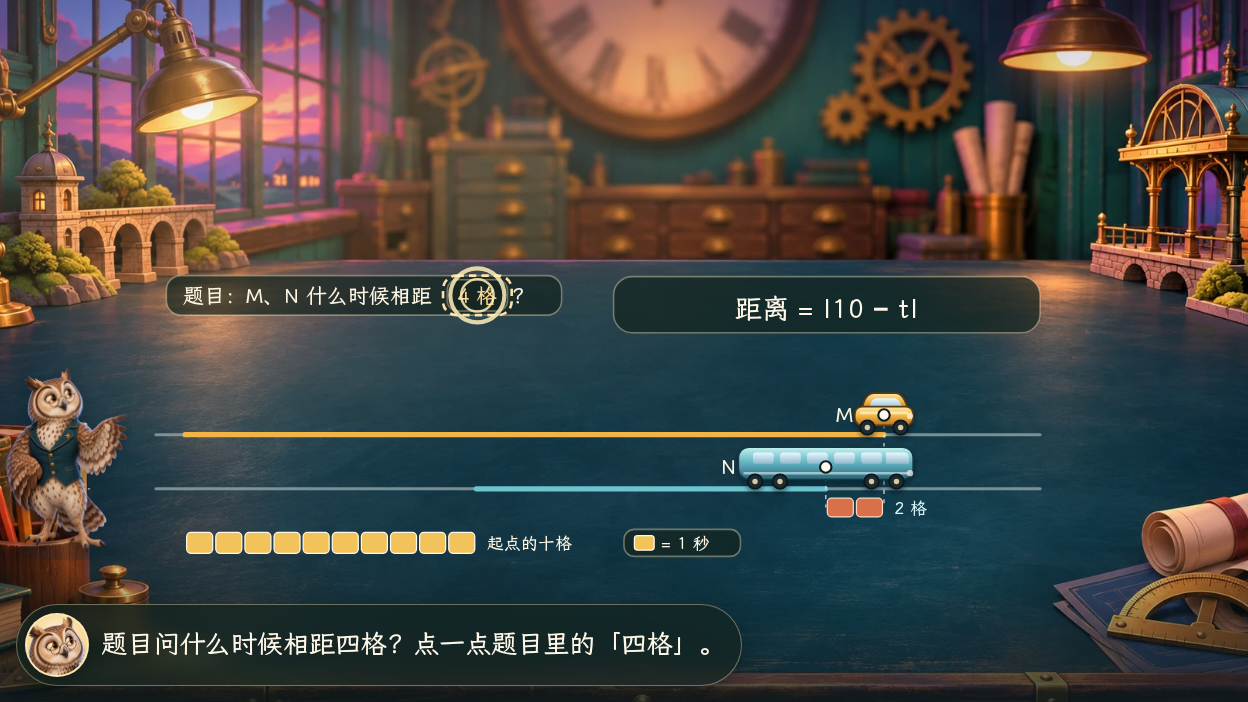 题目：M、N 什么时候相距 4 格？
距离 = |10 − t|
M
N
2 格
起点的十格
= 1 秒
题目问什么时候相距四格？点一点题目里的「四格」。